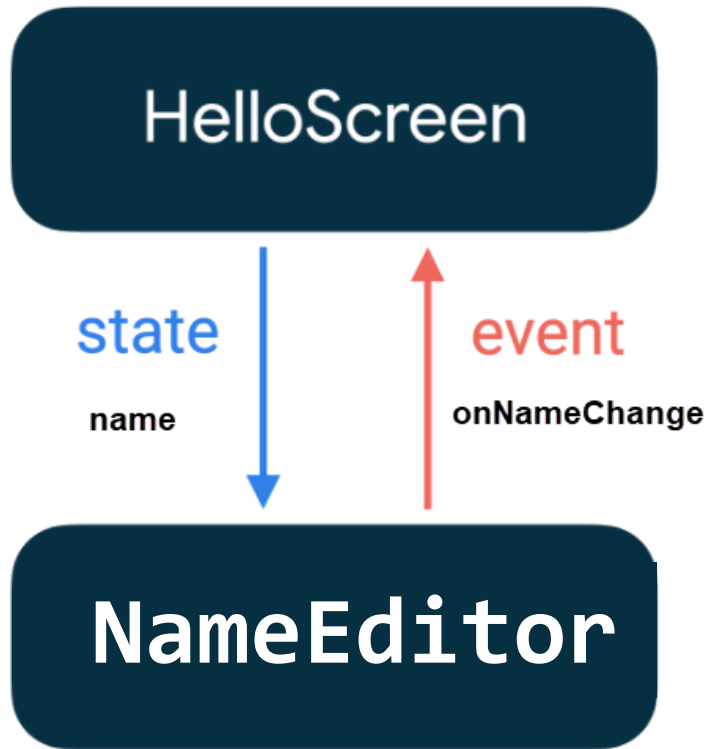 HelloScreen
state
event
name
onNameChange
NameEditor